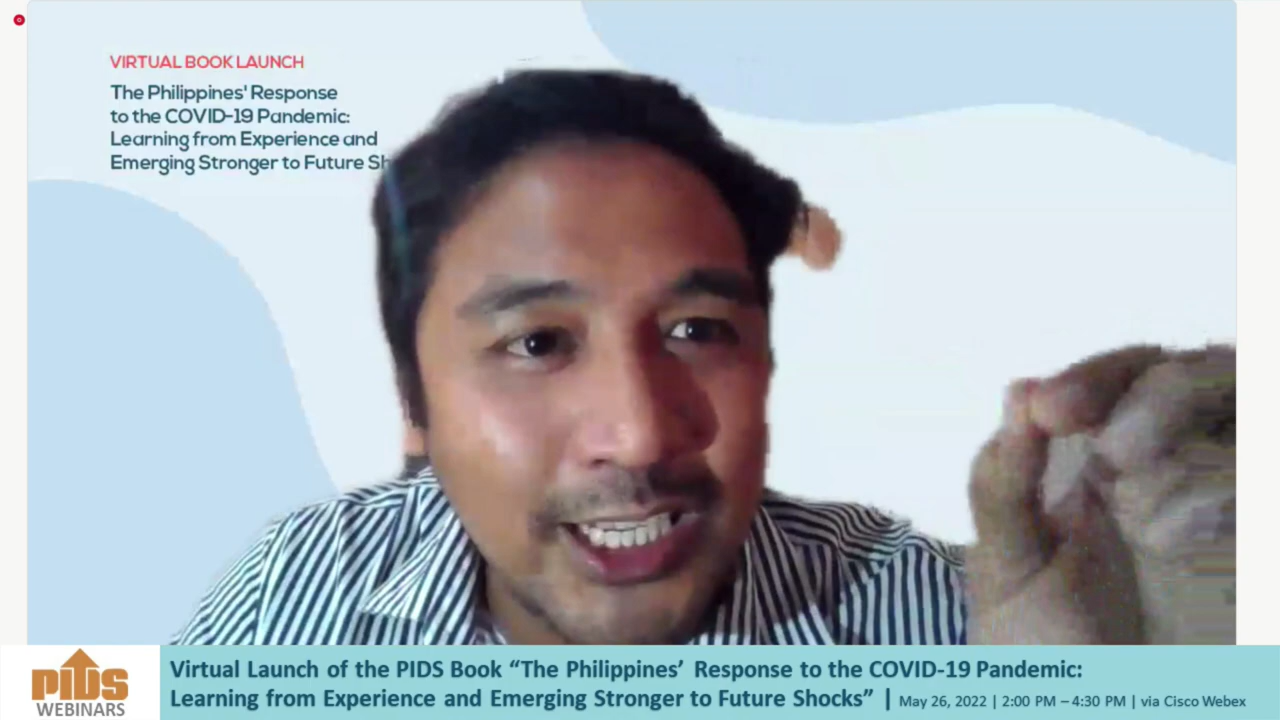 VIRTUAL BOOK LAUNCH
The Philippines' Response
to the COVID-19 Pandemic:
Learning from Experience and
Emerging Stronger to Future Sh
PIDS
WEBINARS
Virtual Launch of the PIDS Book “The Philippines’ Response to the COVID-19 Pandemic:
Learning from Experience and Emerging Stronger to Future Shocks” | May 26, 2022 | 2:00 PM – 4:30 PM | via Cisco Webex